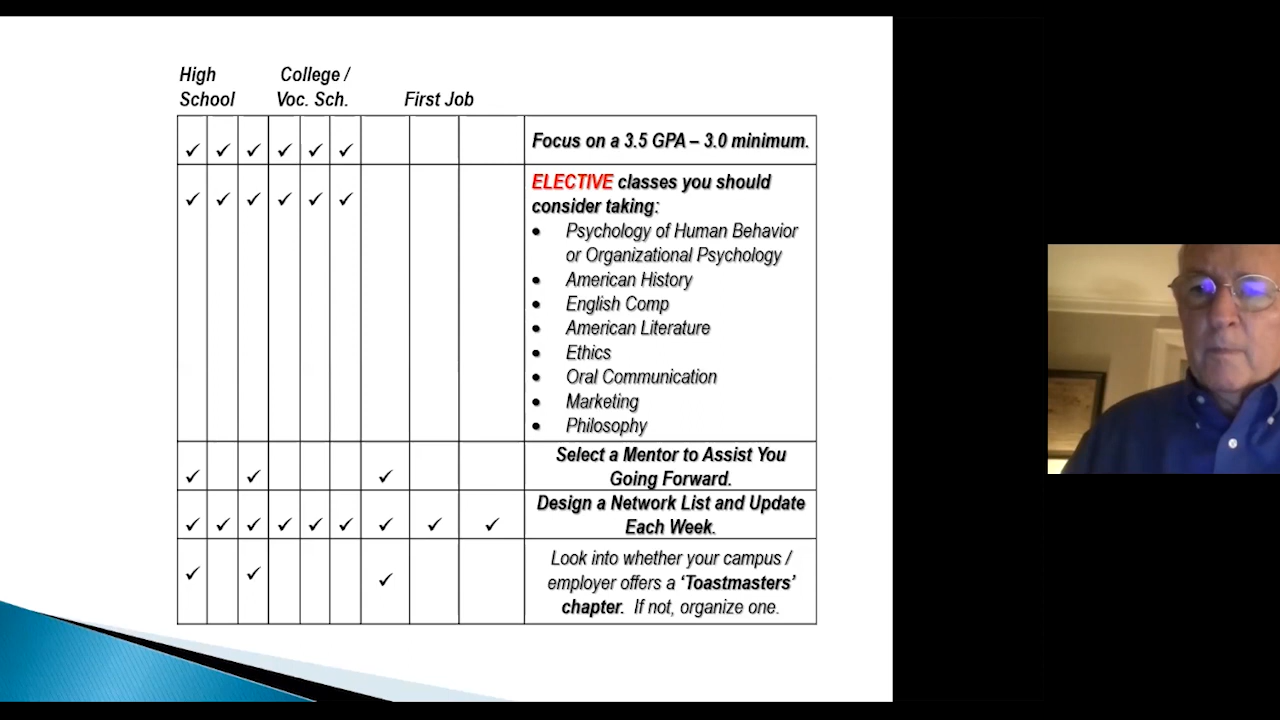 High College /
School Voc. Sch. First Job
✓ ✓ ✓ ✓ ✓ ✓ Focus on a 3.5 GPA – 3.0 minimum.
ELECTIVE classes you should
✓ ✓ ✓ ✓ ✓ ✓ consider taking:
• Psychology of Human Behavior
or Organizational Psychology
• American History
• English Comp
• American Literature
• Ethics
• Oral Communication
• Marketing
• Philosophy
Select a Mentor to Assist You
✓ ✓ ✓ Going Forward.
Design a Network List and Update
✓ ✓ ✓ ✓ ✓ ✓ ✓ ✓ ✓ Each Week.
Look into whether your campus /
✓ ✓ ✓ employer offers a ‘Toastmasters’
chapter. If not, organize one.